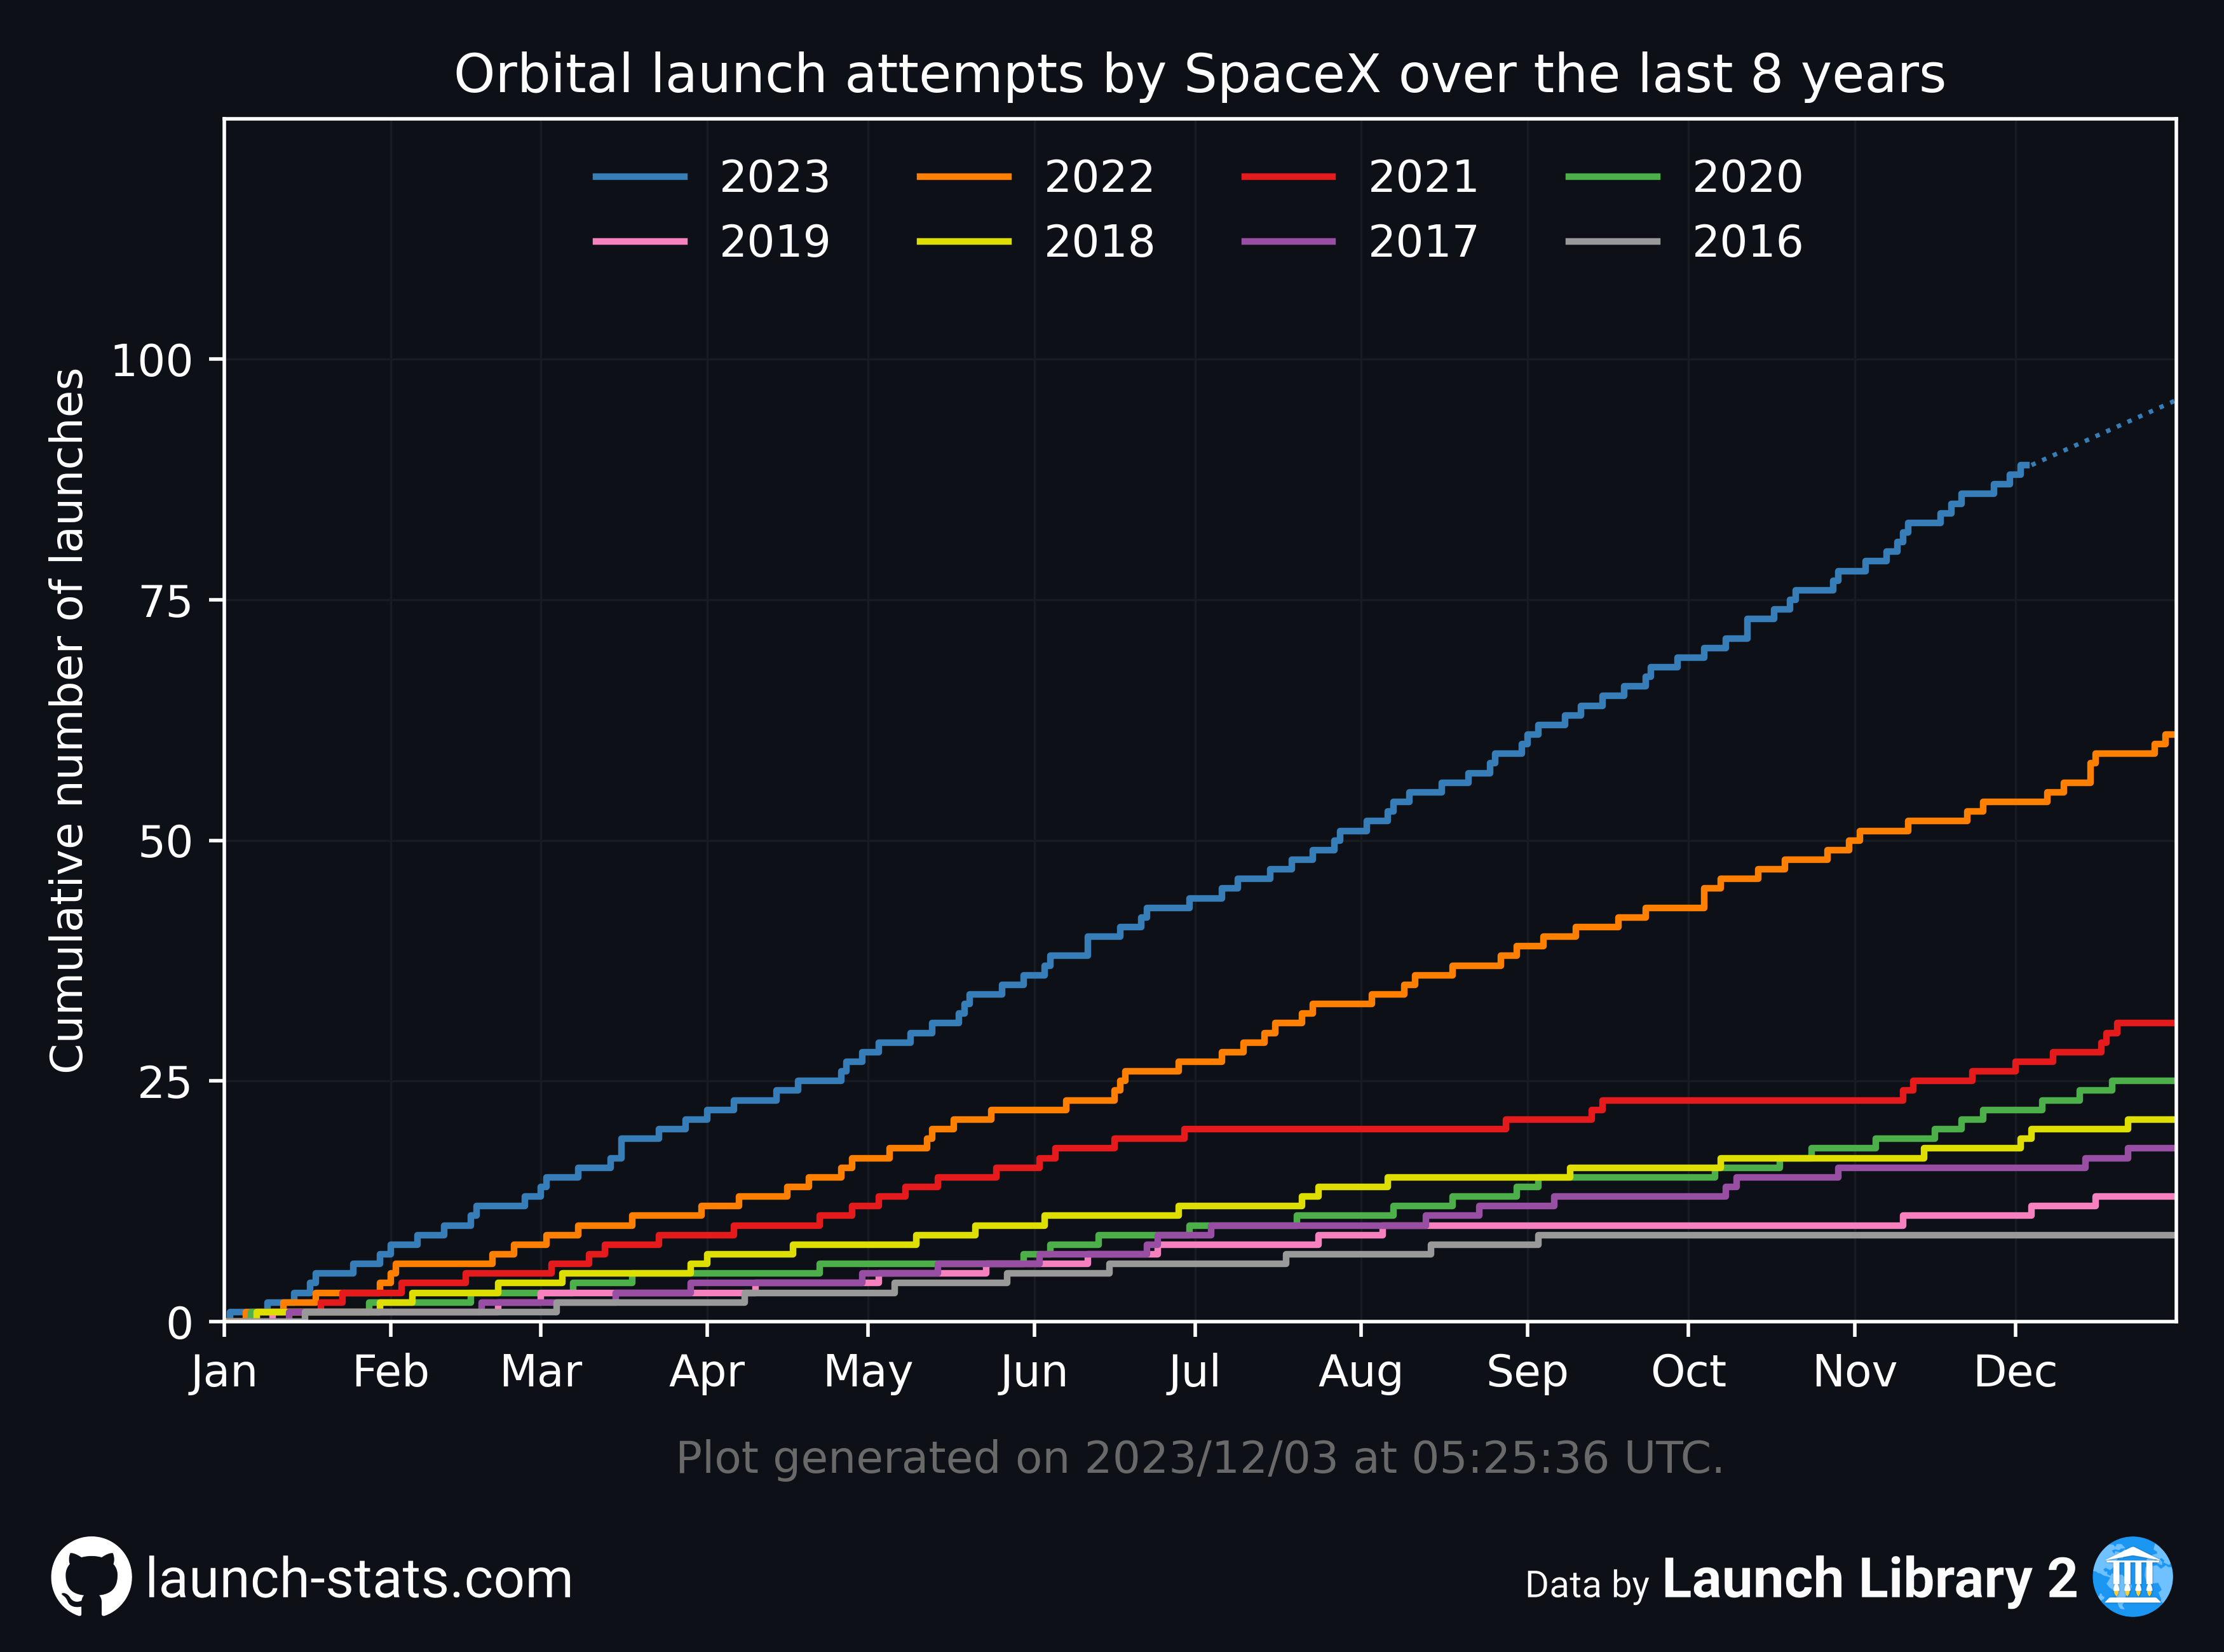 Orbital launch attempts by SpaceX over the last 8 years
2023 2022 2021 2020
2019 2018 2017 2016
Cumulative number of launches
100
75
50
25
0
Jan Feb Mar Apr May Jun Jul Aug Sep Oct Nov Dec
Plot generated on 2023/12/03 at 05:25:36 UTC.
launch-stats.com
Data by Launch Library 2